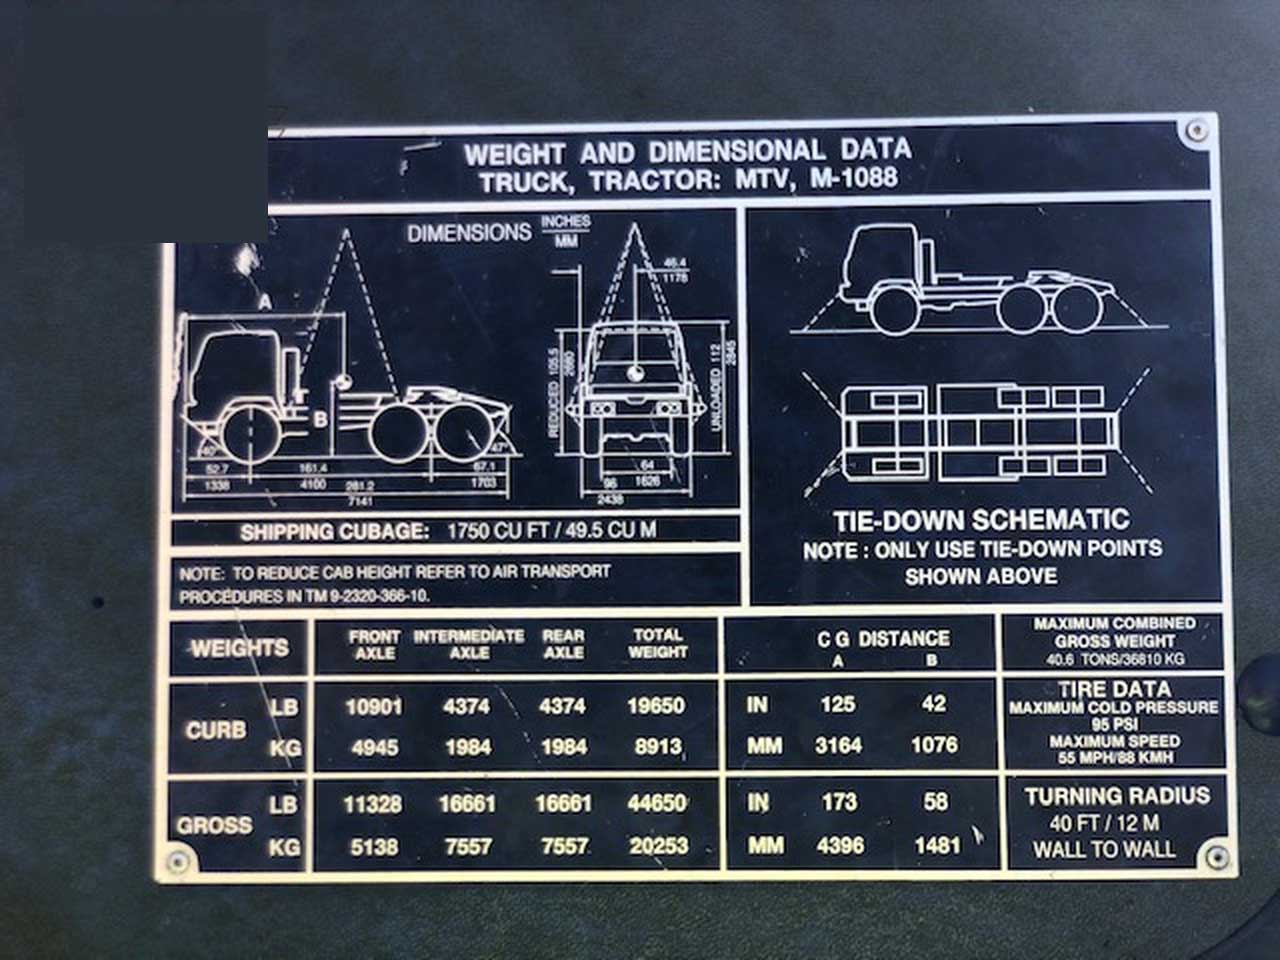 WEIGHT AND DIMENSIONAL DATA
TRUCK, TRACTOR: MTV, M-1088
DIMENSIONS INCHES
MM
A
B
40°
47°
52.7
1338
161.4
4100
67.1
1703
281.2
7141
46.4
1178
REDUCED 105.5
2680
UNLOADED 112
2845
64
1626
96
2438
TIE-DOWN SCHEMATIC
NOTE : ONLY USE TIE-DOWN POINTS
SHOWN ABOVE
SHIPPING CUBAGE: 1750 CU FT / 49.5 CU M
NOTE: TO REDUCE CAB HEIGHT REFER TO AIR TRANSPORT
PROCEDURES IN TM 9-2320-366-10.
WEIGHTS FRONT AXLE INTERMEDIATE AXLE REAR AXLE TOTAL WEIGHT
C G DISTANCE
A B
MAXIMUM COMBINED
GROSS WEIGHT
40.6 TONS/36810 KG
CURB
LB 10901 4374 4374 19650 IN 125 42
KG 4945 1984 1984 8913 MM 3164 1076
TIRE DATA
MAXIMUM COLD PRESSURE
95 PSI
MAXIMUM SPEED
55 MPH/88 KMH
GROSS
LB 11328 16661 16661 44650 IN 173 58
KG 5138 7557 7557 20253 MM 4396 1481
TURNING RADIUS
40 FT / 12 M
WALL TO WALL